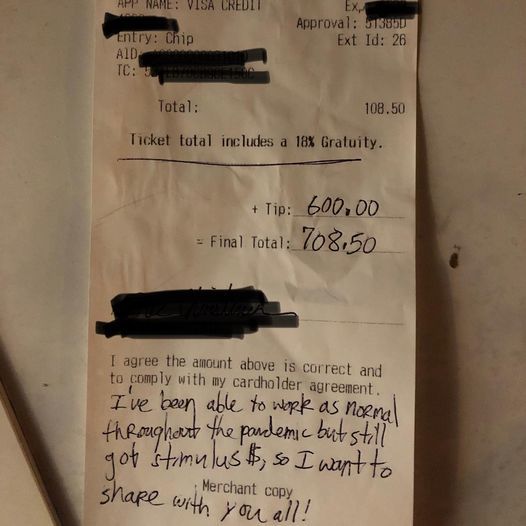 APP NAME: VISA CREDIT
Approval: 51385D
Entry: Chip
Ext Id: 26
AID:
TC:
Total: 108.50
Ticket total includes a 18% Gratuity.
+ Tip: 600.00
= Final Total: 708.50
I agree the amount above is correct and
to comply with my cardholder agreement.
I've been able to work as normal
throughout the pandemic but still
got stimulus $, so I want to
Merchant copy
share with you all!